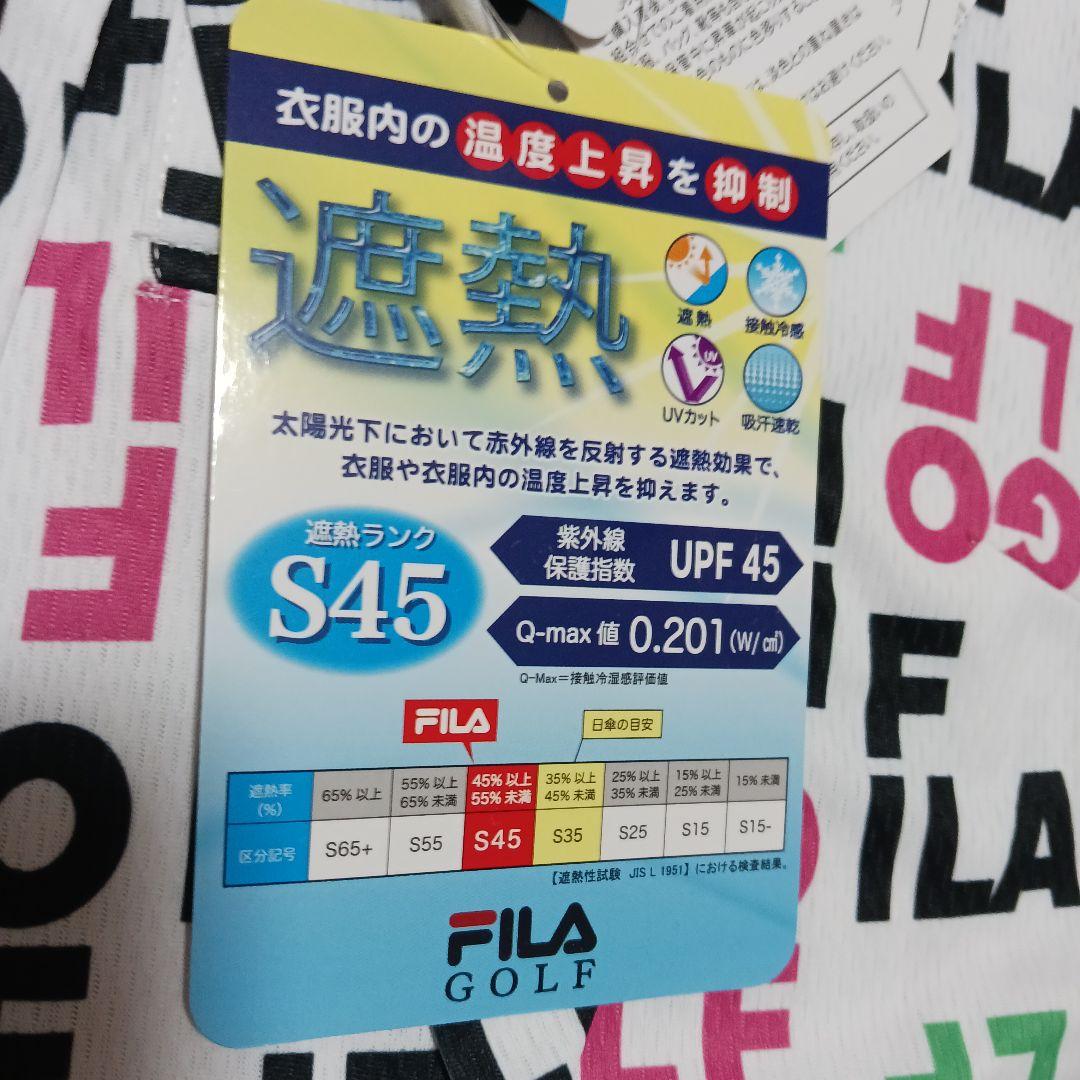 衣服内の温度上昇を抑制
遮熱
遮熱
接触冷感
UV
UVカット
吸汗速乾
太陽光下において赤外線を反射する遮熱効果で、
衣服や衣服内の温度上昇を抑えます。
遮熱ランク
S45
紫外線
保護指数 UPF 45
Q-max 値 0.201(W/㎠)
Q-Max=接触冷温感評価値
FILA
日傘の目安
遮熱率
(%)
65% 以上
55% 以上
65% 未満
45% 以上
55% 未満
35% 以上
45% 未満
25% 以上
35% 未満
15% 以上
25% 未満
15% 未満
区分記号
S65+
S55
S45
S35
S25
S15
S15-
【遮熱性試験 JIS L 1951】における検査結果。
FILA
GOLF